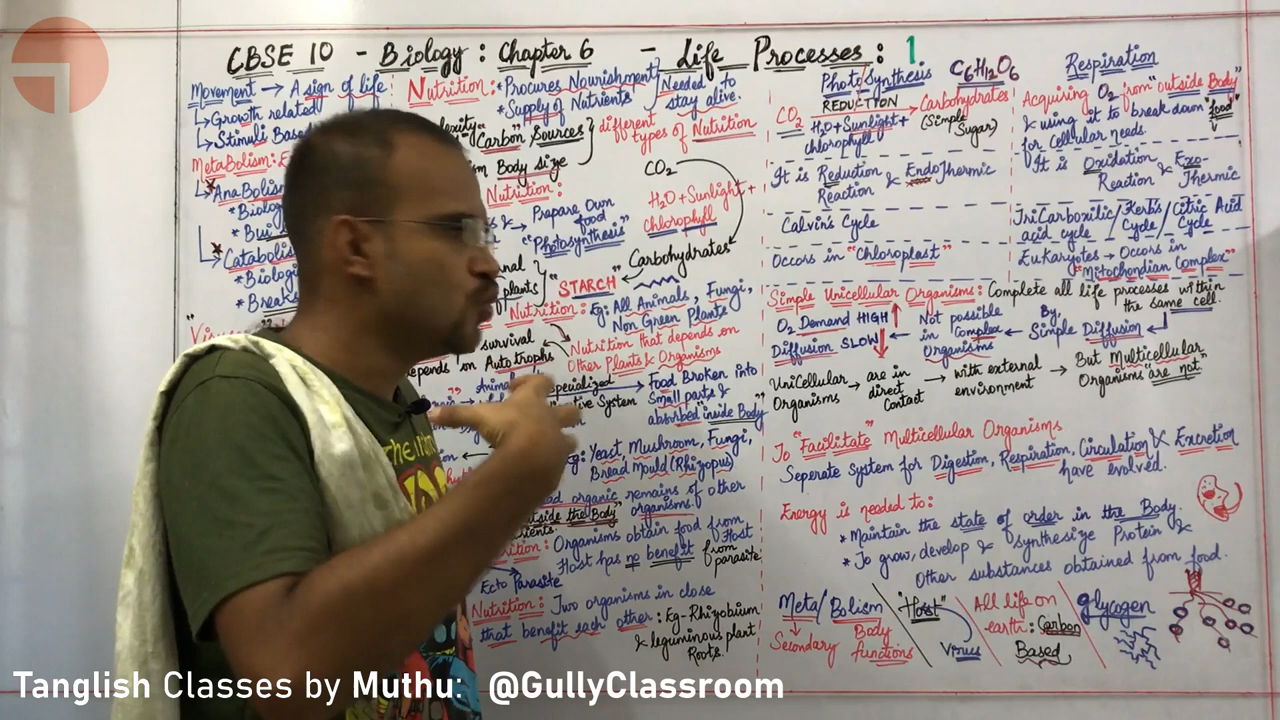 CBSE 10 - Biology : Chapter 6 - Life Processes : 1
Movement → A sign of life
Growth related
Stimuli Based
MetaBolism:
AnaBolism
*Biolog
*Bu
Catabolis
*Biologi
*Breaks
Nutrition: *Procures Nourishment
*Supply of Nutrients
Needed to
stay alive.
"Carbon" Sources
Body size
different
types of Nutrition
Nutrition:
& → Prepare Own
food
"Photosynthesis"
CO2
H2O + Sunlight +
Chlorophyll
Carbohydrates
"STARCH"
plants
Nutrition: Eg: All Animals, Fungi,
Non Green Plants
survival
depends on Autotrophs
Nutrition that depends on
Other Plants & Organisms
specialized
System
Food Broken into
Small parts &
absorbed "inside Body"
Eg: Yeast, Mushroom, Fungi,
Bread Mould (Rhizopus)
organic remains of other
organisms.
outside the Body"
Organisms obtain food from
Host
Host has no benefit from
parasite
Ecto Parasite
Nutrition: Two organisms in close
that benefit each other: Eg- Rhizobium
& leguminous plant
Roots.
Photo/Synthesis
C6H12O6
CO2
REDUCTION
H2O + Sunlight +
chlorophyll
Carbohydrates
(Simple
Sugar)
It is Reduction & EndoThermic
Reaction
Calvin's Cycle
Occurs in "Chloroplast"
Respiration
Acquiring O2 from "outside Body"
& using it to breakdown "food"
for cellular needs.
It is Oxidation & Exo-
Reaction Thermic
TriCarboxilic/Kerb's/Citric Acid
acid cycle / Cycle / Cycle
Eukaryotes → Occurs in
"Mitochondian Complex"
Simple Unicellular Organisms: Complete all life processes within
the same cell.
O2 Demand HIGH
Diffusion SLOW
Not possible
in Complex
Organisms
By:
Simple Diffusion
UniCellular
Organisms
are in
direct
Contact
with external
environment
But Multicellular
Organisms "are not"
To "Facilitate" Multicellular Organisms
Seperate System for Digestion, Respiration, Circulation & Excretion
have evolved.
Energy is needed to:
* Maintain the state of order in the Body.
* To grow, develop & synthesize Protein &
Other substances obtained from food.
Meta/Bolism
Secondary Body
functions
"Host"
Virus
All life on
earth: Carbon
Based
glycogen
Tanglish Classes by Muthu: @GullyClassroom